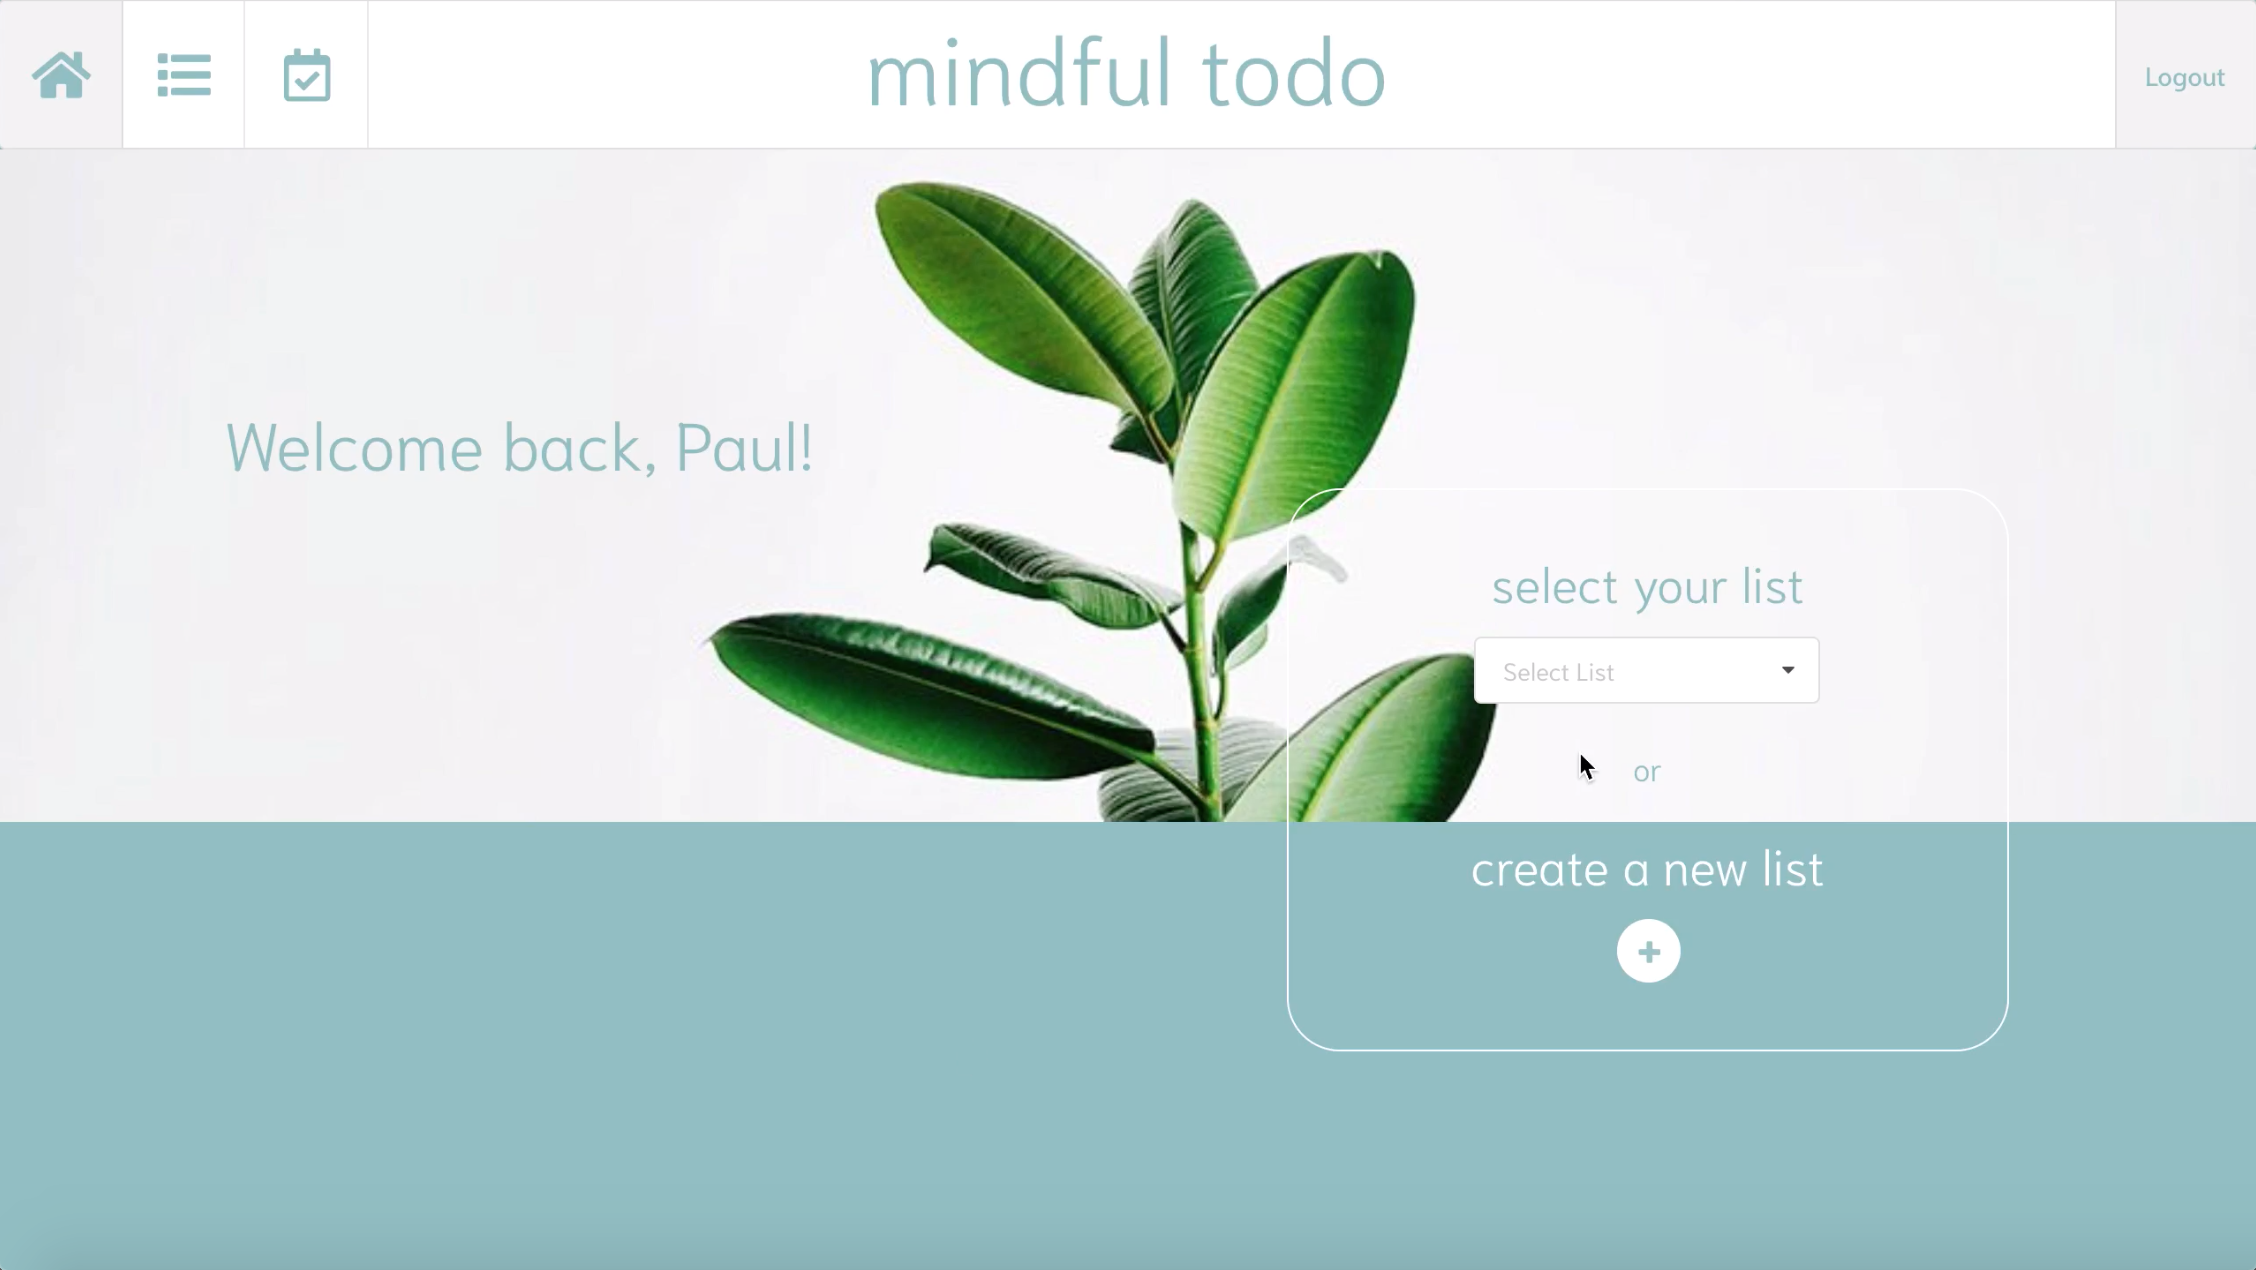 mindful todo
Logout
Welcome back, Paul!
select your list
Select List
or
create a new list